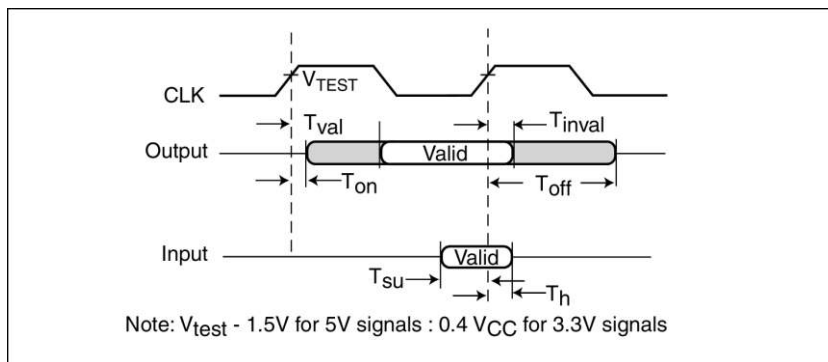 VTEST
CLK
Tval
Tinval
Output
Valid
Ton
Toff
Input
Valid
Tsu
Th
Note: Vtest - 1.5V for 5V signals : 0.4 VCC for 3.3V signals